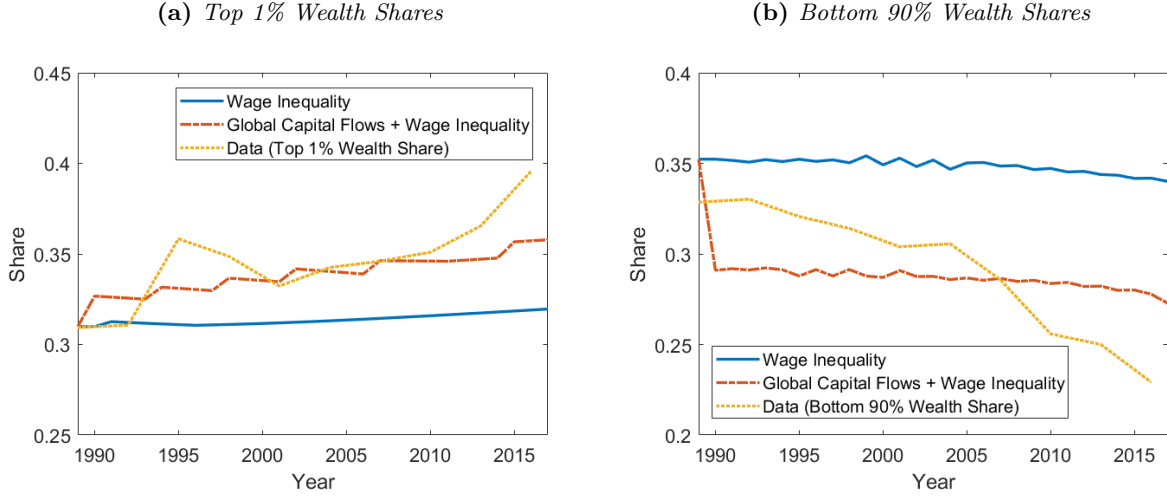 (a) Top 1% Wealth Shares
0.45
0.4
0.35
0.3
0.25
Share
Wage Inequality
Global Capital Flows + Wage Inequality
Data (Top 1% Wealth Share)
1990 1995 2000 2005 2010 2015
Year
(b) Bottom 90% Wealth Shares
0.4
0.35
0.3
0.25
0.2
Share
Wage Inequality
Global Capital Flows + Wage Inequality
Data (Bottom 90% Wealth Share)
1990 1995 2000 2005 2010 2015
Year